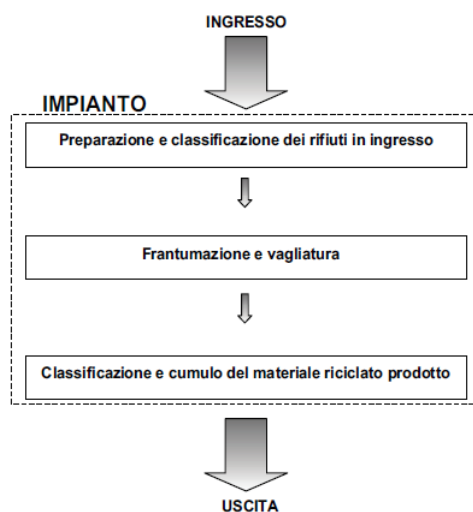 INGRESSO
IMPIANTO
Preparazione e classificazione dei rifiuti in ingresso
Frantumazione e vagliatura
Classificazione e cumulo del materiale riciclato prodotto
USCITA